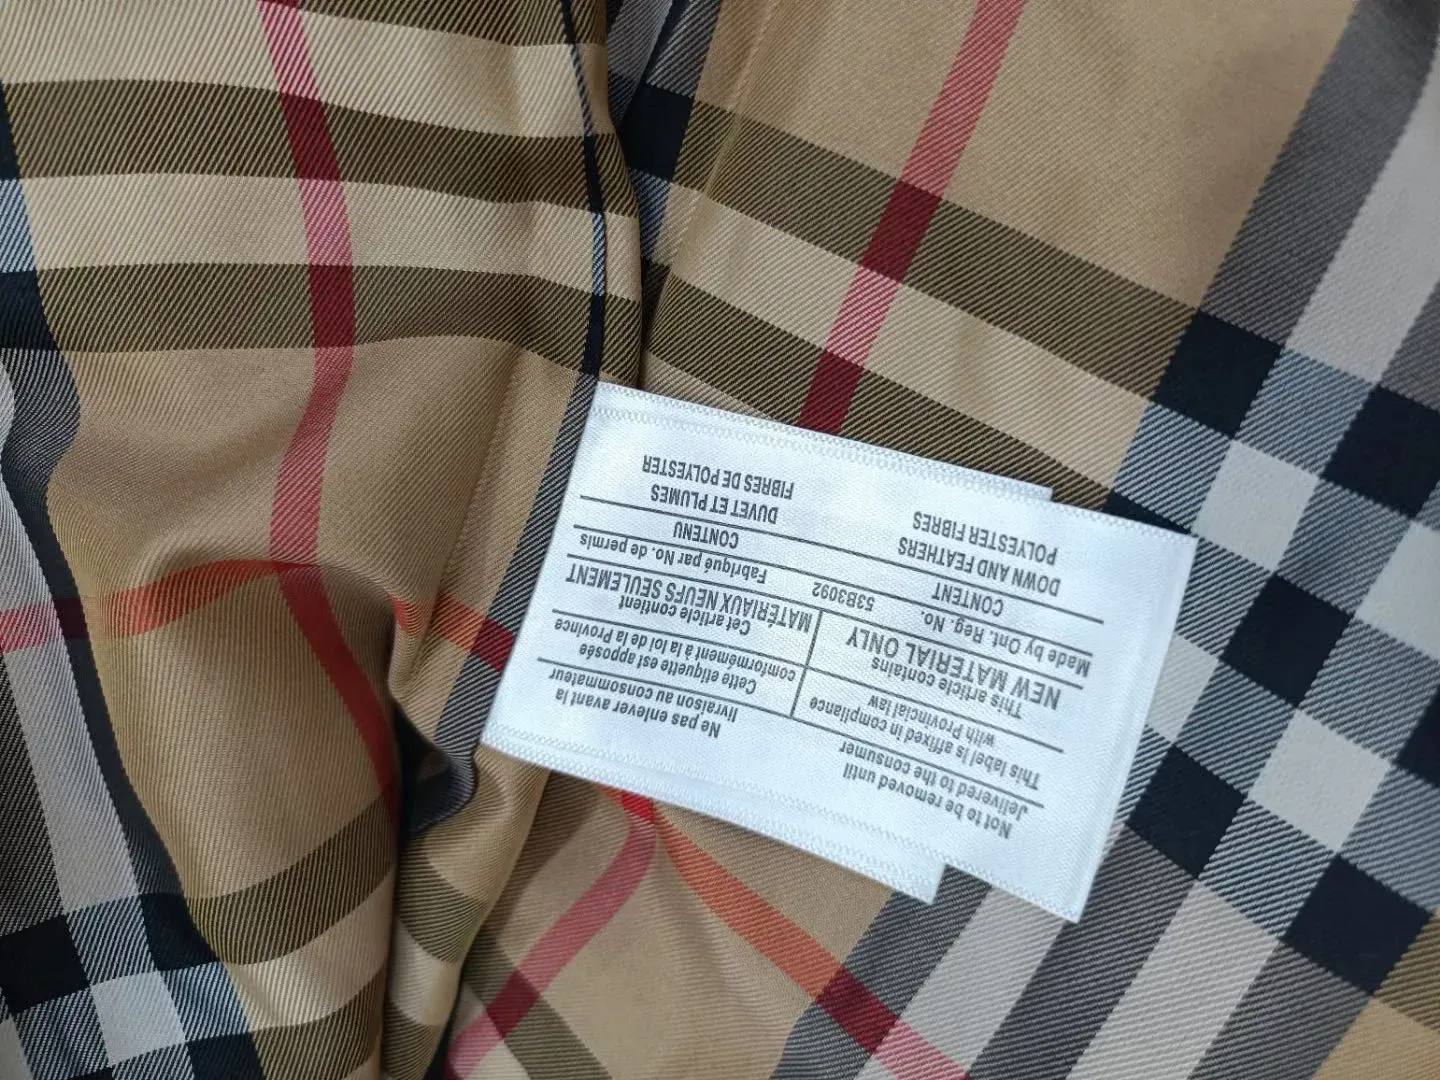 Not to be removed until
Jelivered to the consumer
This label is affixed in compliance
with Provincial law
This article contains
NEW MATERIAL ONLY
Made by Ont. Reg. No.
53B3092
CONTENT
DOWN AND FEATHERS
POLYESTER FIBRES
Ne pas enlever avant la
livraison au consommateur
Cette etiquette est apposée
conformément à la loi de la Province
Cet article contient
MATÉRIAUX NEUFS SEULEMENT
Fabriqué par No. de permis
CONTENU
DUVET ET PLUMES
FIBRES DE POLYESTER